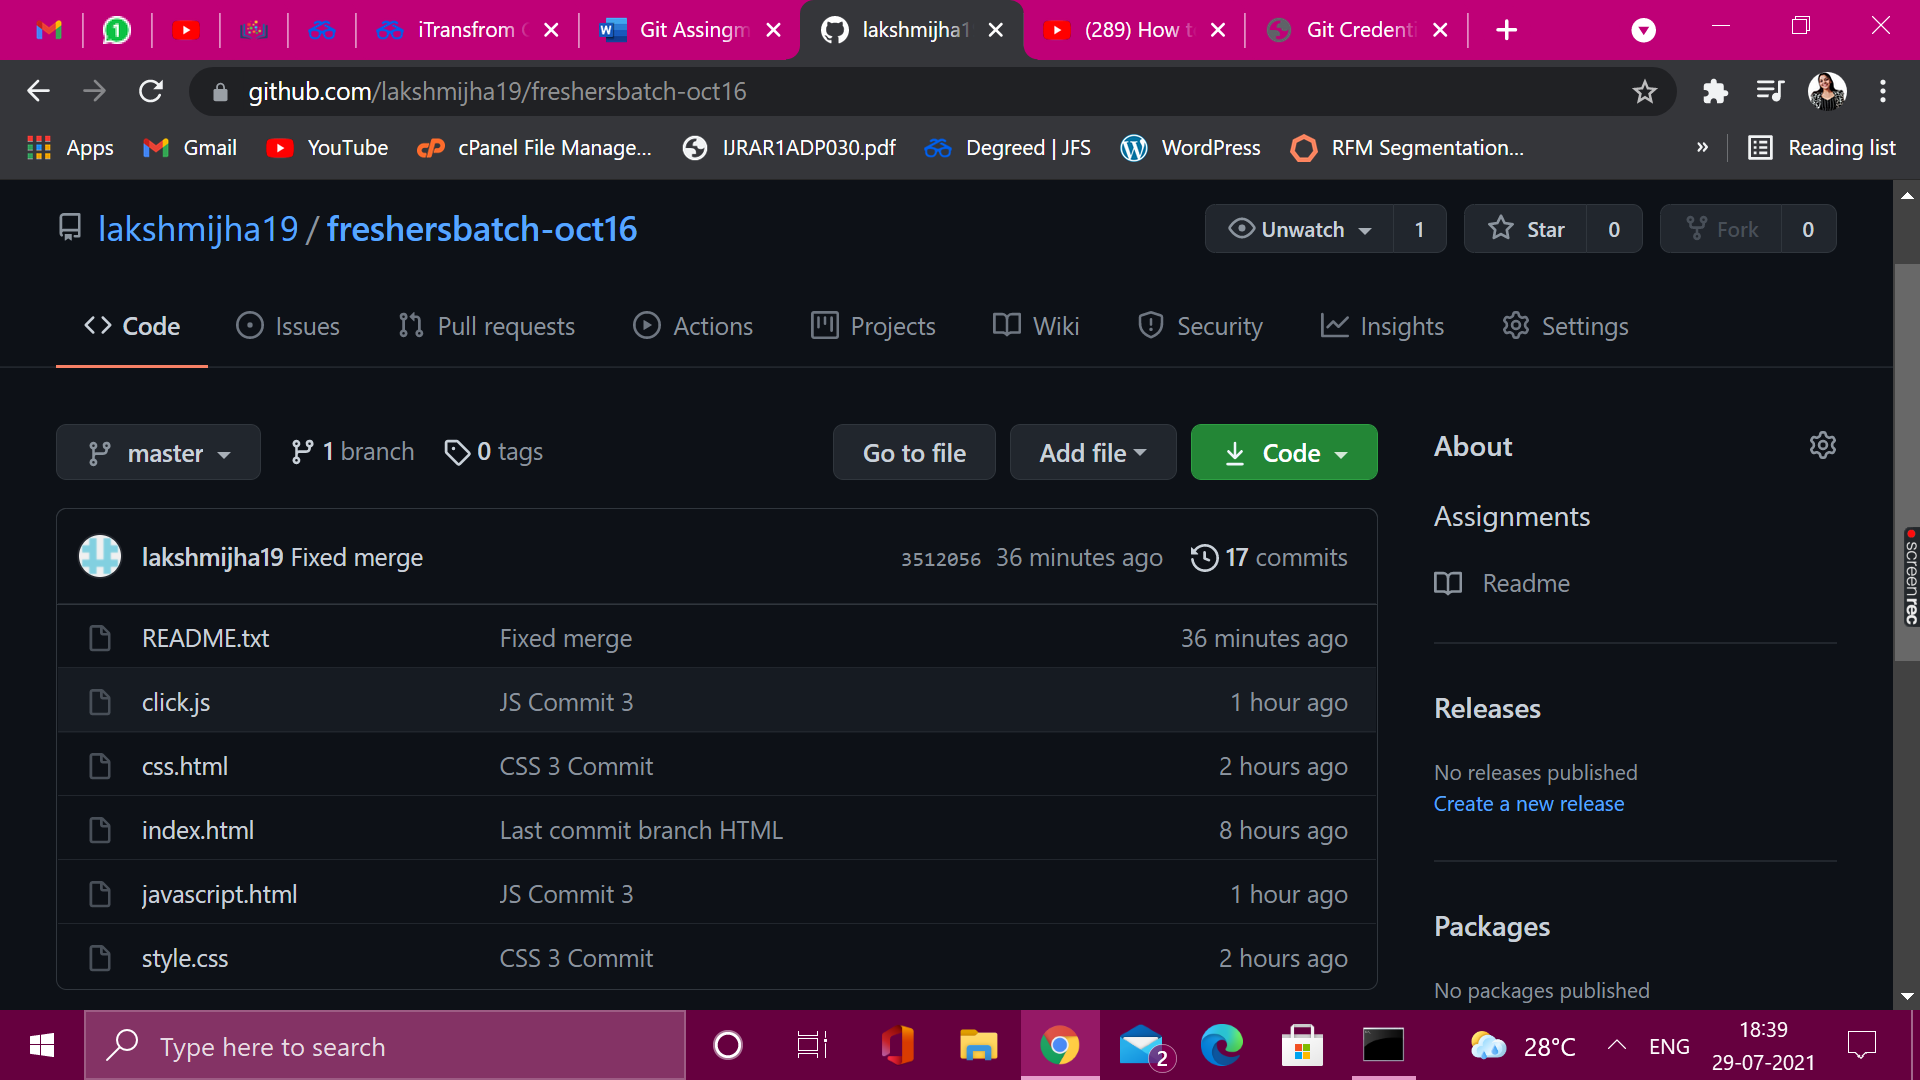 1
iTransfrom
Git Assingm
lakshmijha1
(289) How t
Git Credenti
github.com/lakshmijha19/freshersbatch-oct16
Apps
Gmail
YouTube
cPanel File Manage...
IJRAR1ADP030.pdf
Degreed | JFS
WordPress
RFM Segmentation...
»
Reading list
lakshmijha19 / freshersbatch-oct16
Unwatch 1
Star 0
Fork 0
Code
Issues
Pull requests
Actions
Projects
Wiki
Security
Insights
Settings
master
1 branch
0 tags
Go to file
Add file
Code
lakshmijha19 Fixed merge 3512056 36 minutes ago 17 commits
README.txt Fixed merge 36 minutes ago
click.js JS Commit 3 1 hour ago
css.html CSS 3 Commit 2 hours ago
index.html Last commit branch HTML 8 hours ago
javascript.html JS Commit 3 1 hour ago
style.css CSS 3 Commit 2 hours ago
About
Assignments
Readme
Releases
No releases published
Create a new release
Packages
No packages published
screenrec
Type here to search
2
28°C
ENG
18:39
29-07-2021